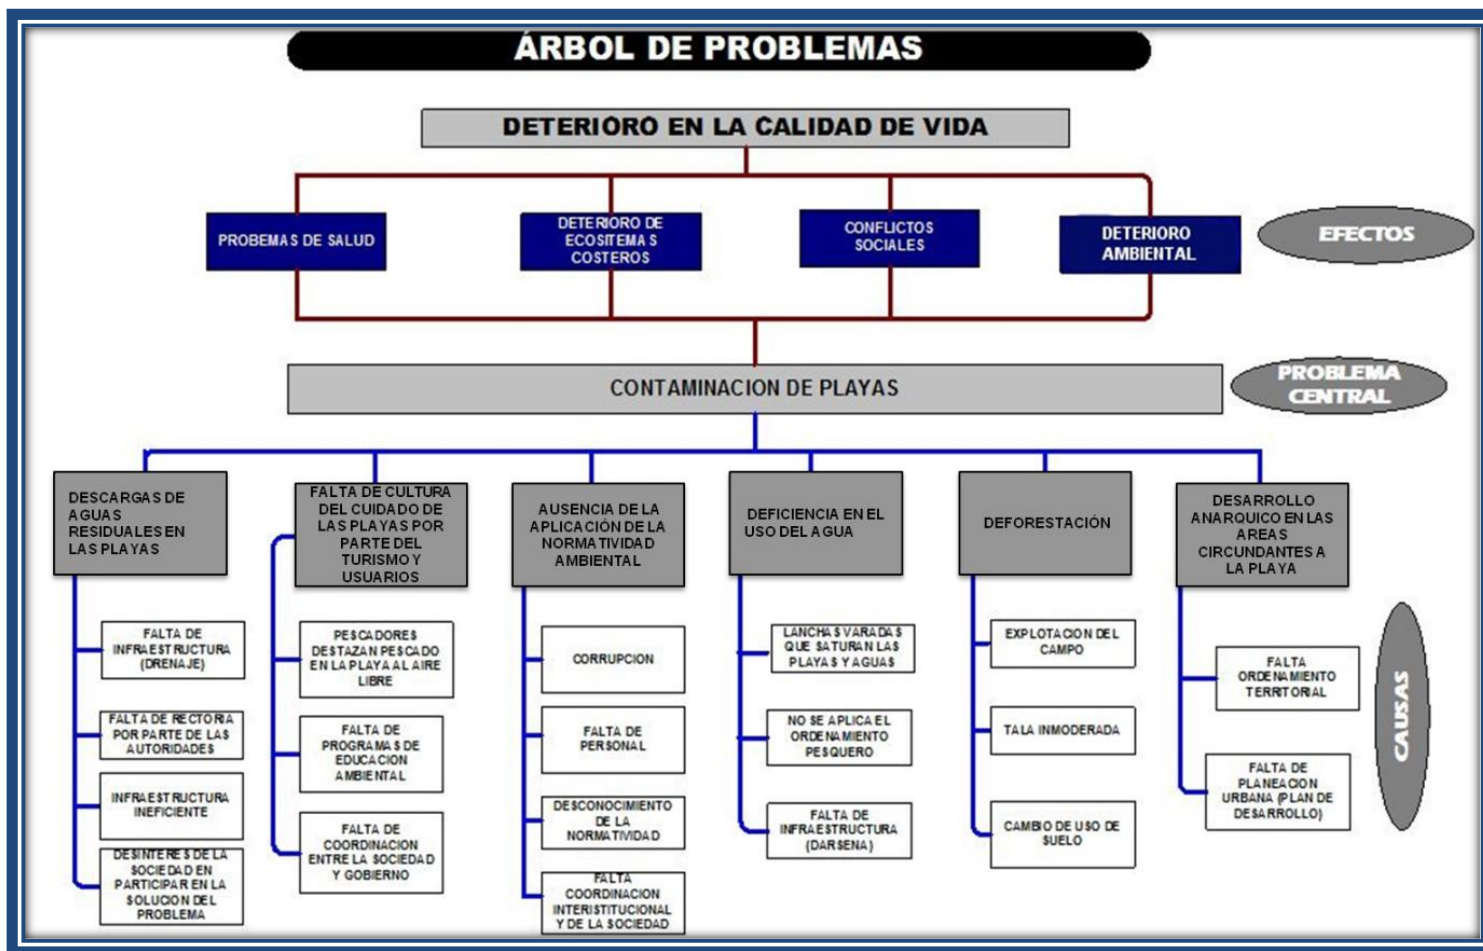 ÁRBOL DE PROBLEMAS
DETERIORO EN LA CALIDAD DE VIDA
PROBEMAS DE SALUD
DETERIORO DE
ECOSITEMAS
COSTEROS
CONFLICTOS
SOCIALES
DETERIORO
AMBIENTAL
EFECTOS
CONTAMINACION DE PLAYAS
PROBLEMA
CENTRAL
DESCARGAS DE
AGUAS
RESIDUALES EN
LAS PLAYAS
FALTA DE CULTURA
DEL CUIDADO DE
LAS PLAYAS POR
PARTE DEL
TURISMO Y
USUARIOS
AUSENCIA DE LA
APLICACIÓN DE LA
NORMATIVIDAD
AMBIENTAL
DEFICIENCIA EN EL
USO DEL AGUA
DEFORESTACIÓN
DESARROLLO
ANARQUICO EN LAS
AREAS
CIRCUNDANTES A
LA PLAYA
FALTA DE
INFRAESTRUCTURA
(DRENAJE)
FALTA DE RECTORIA
POR PARTE DE LAS
AUTORIDADES
INFRAESTRUCTURA
INEFICIENTE
DESINTERES DE LA
SOCIEDAD EN
PARTICIPAR EN LA
SOLUCION DEL
PROBLEMA
PESCADORES
DESTAZAN PESCADO
EN LA PLAYA AL AIRE
LIBRE
FALTA DE
PROGRAMAS DE
EDUCACION
AMBIENTAL
FALTA DE
COORDINACION
ENTRE LA SOCIEDAD
Y GOBIERNO
CORRUPCION
FALTA DE
PERSONAL
DESCONOCIMIENTO
DE LA
NORMATIVIDAD
FALTA
COORDINACION
INTERISTITUCIONAL
Y DE LA SOCIEDAD
LANCHAS VARADAS
QUE SATURAN LAS
PLAYAS Y AGUAS
NO SE APLICA EL
ORDENAMIENTO
PESQUERO
FALTA DE
INFRAESTRUCTURA
(DARSENA)
EXPLOTACION DEL
CAMPO
TALA INMODERADA
CAMBIO DE USO DE
SUELO
FALTA
ORDENAMIENTO
TERRITORIAL
FALTA DE
PLANEACION
URBANA (PLAN DE
DESARROLLO)
CAUSAS